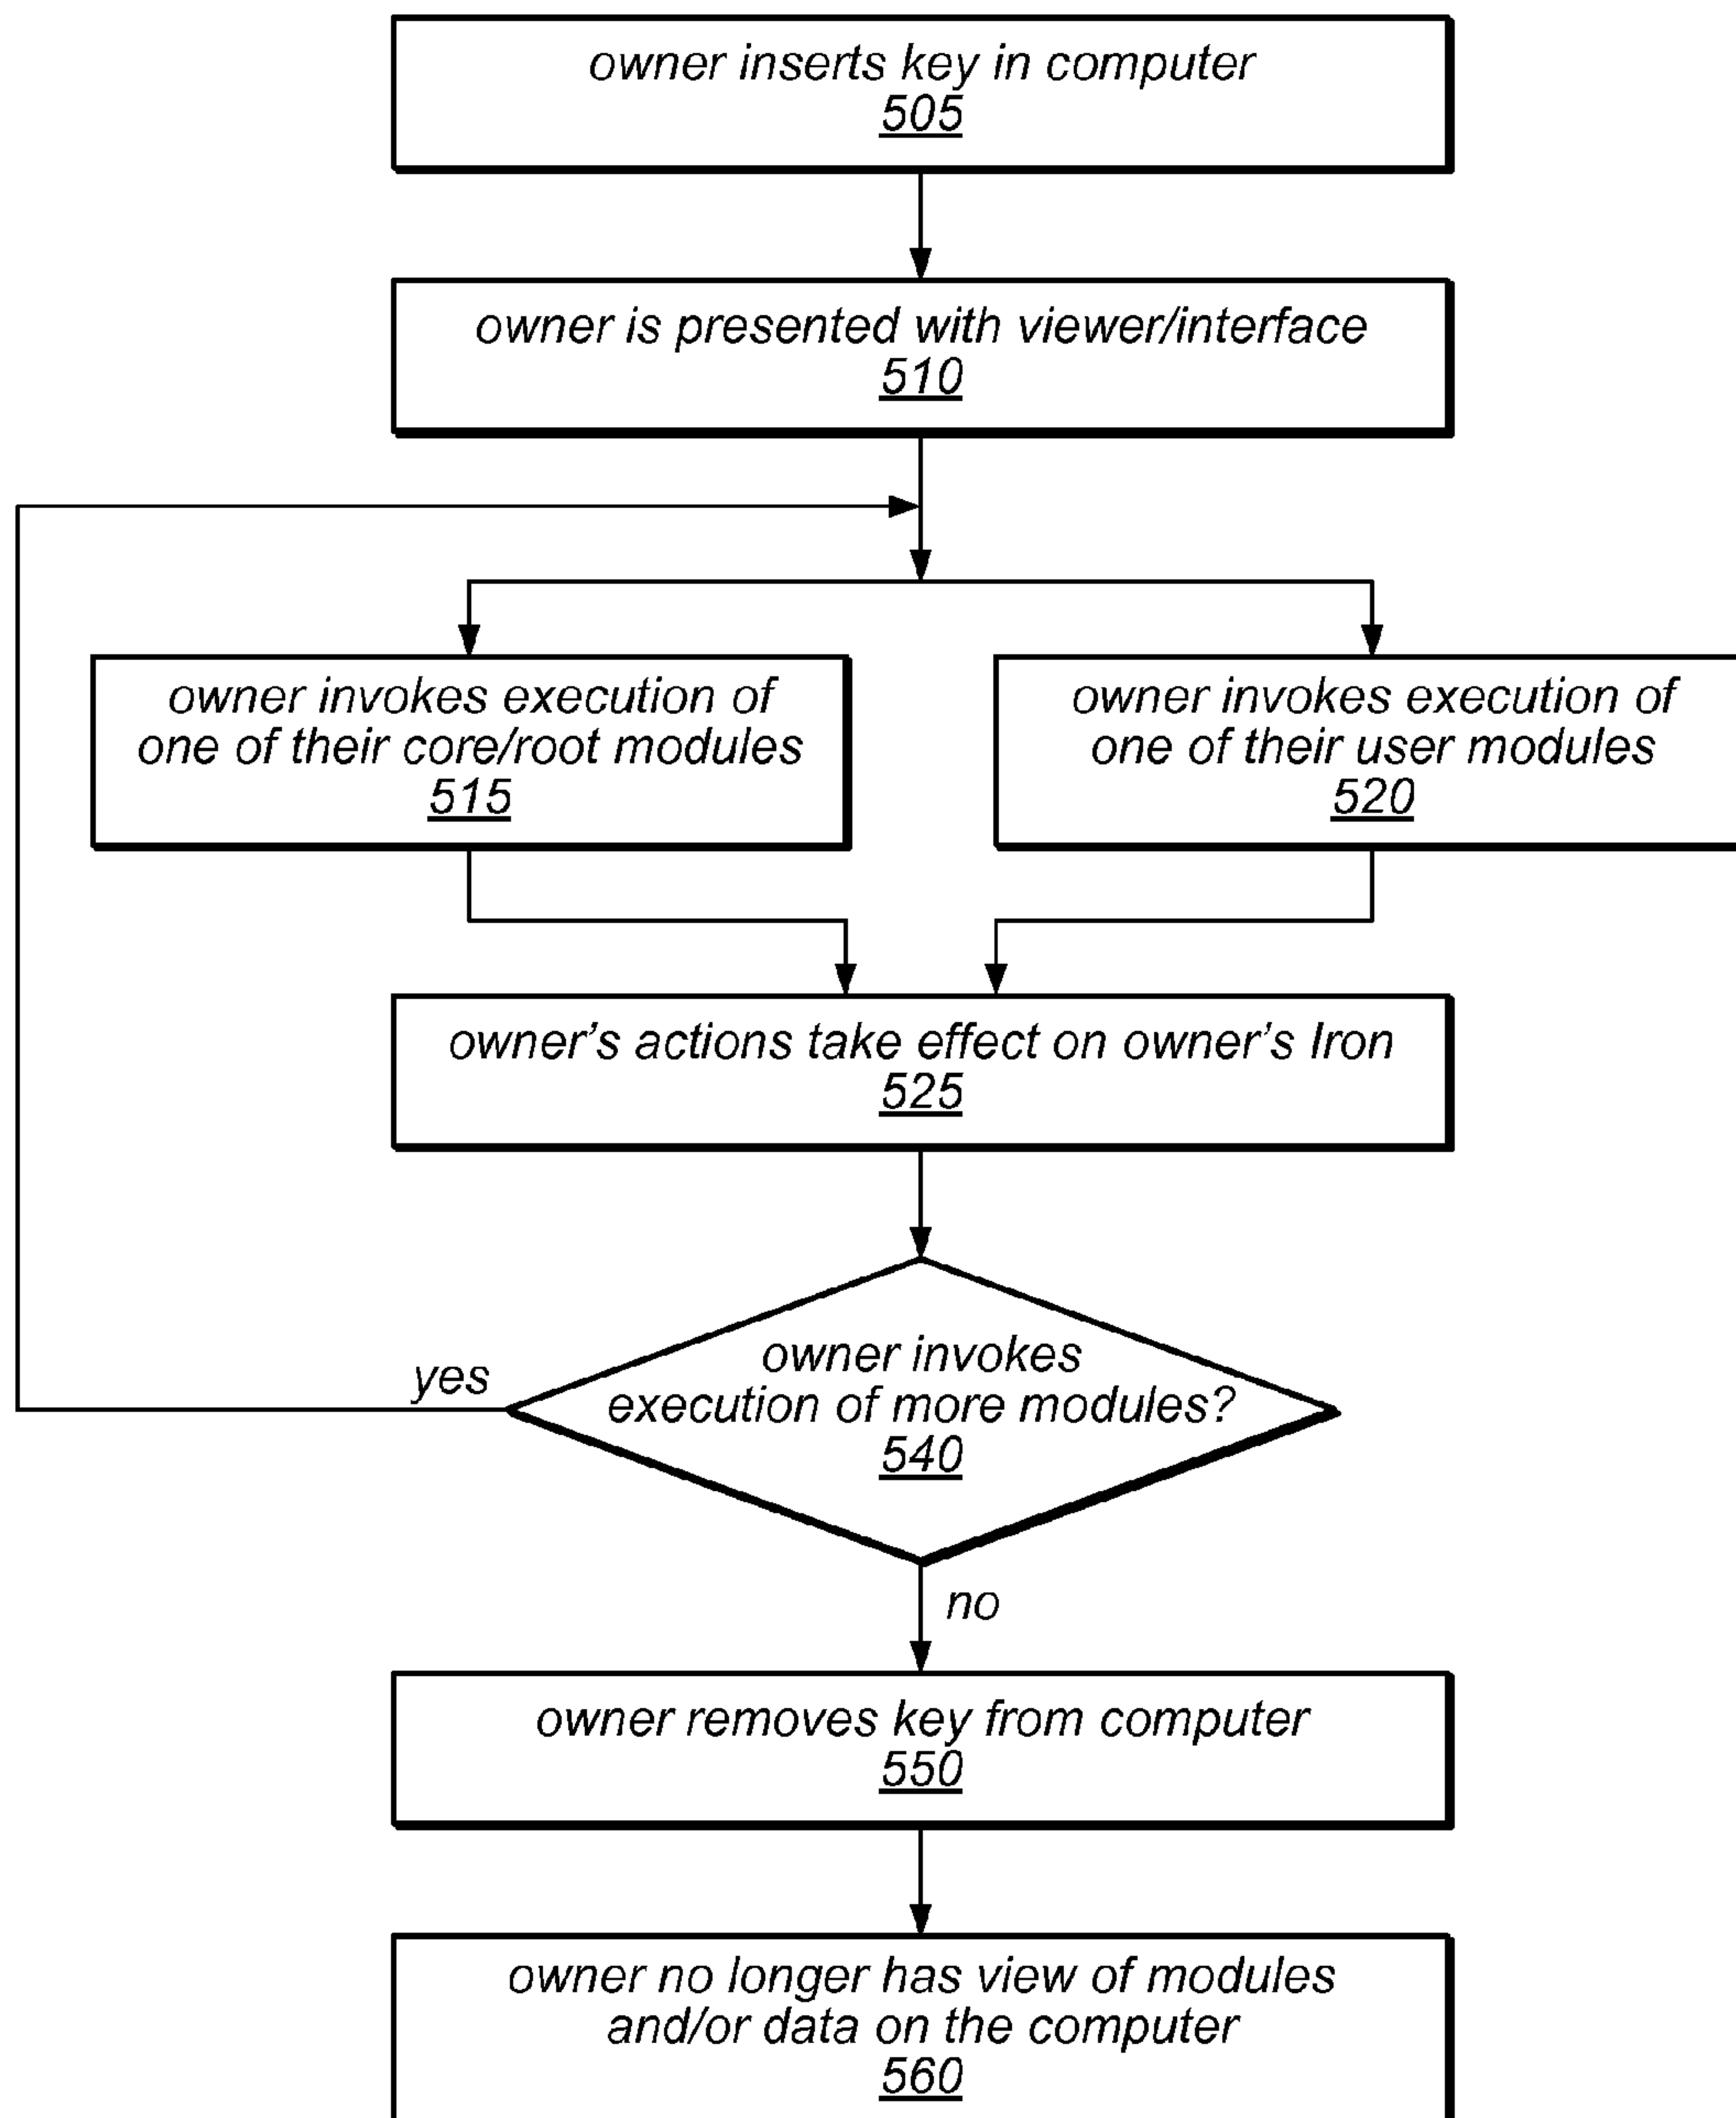 owner inserts key in computer
505
owner is presented with viewer/interface
510
owner invokes execution of
one of their core/root modules
515
owner invokes execution of
one of their user modules
520
owner's actions take effect on owner's Iron
525
owner invokes
execution of more modules?
540
yes
no
owner removes key from computer
550
owner no longer has view of modules
and/or data on the computer
560